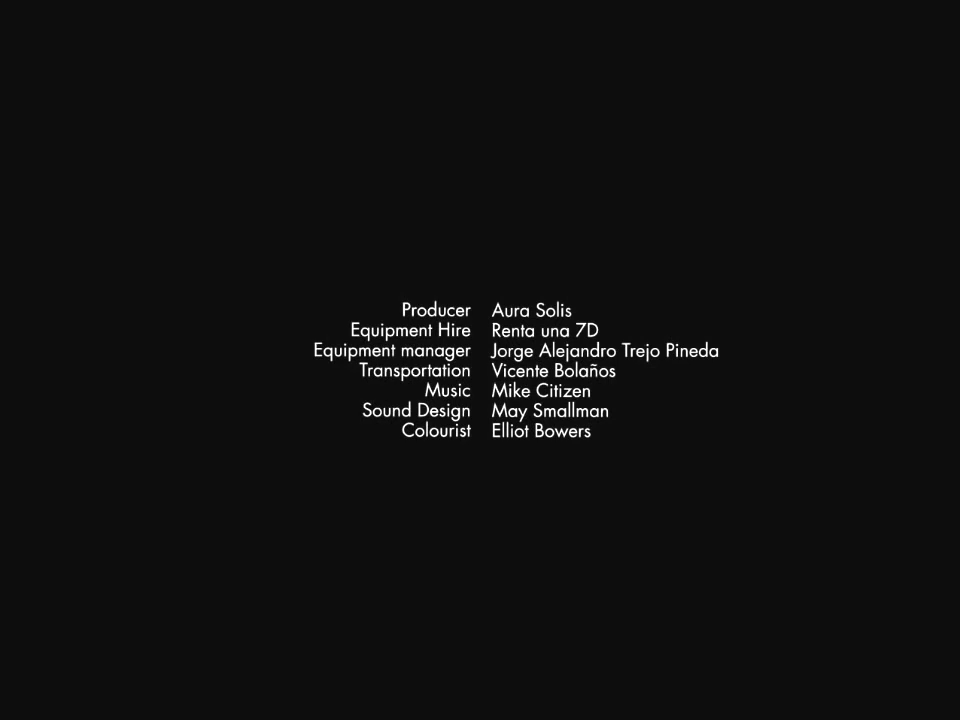 Producer Aura Solis
Equipment Hire Renta una 7D
Equipment manager Jorge Alejandro Trejo Pineda
Transportation Vicente Bolaños
Music Mike Citizen
Sound Design May Smallman
Colourist Elliot Bowers